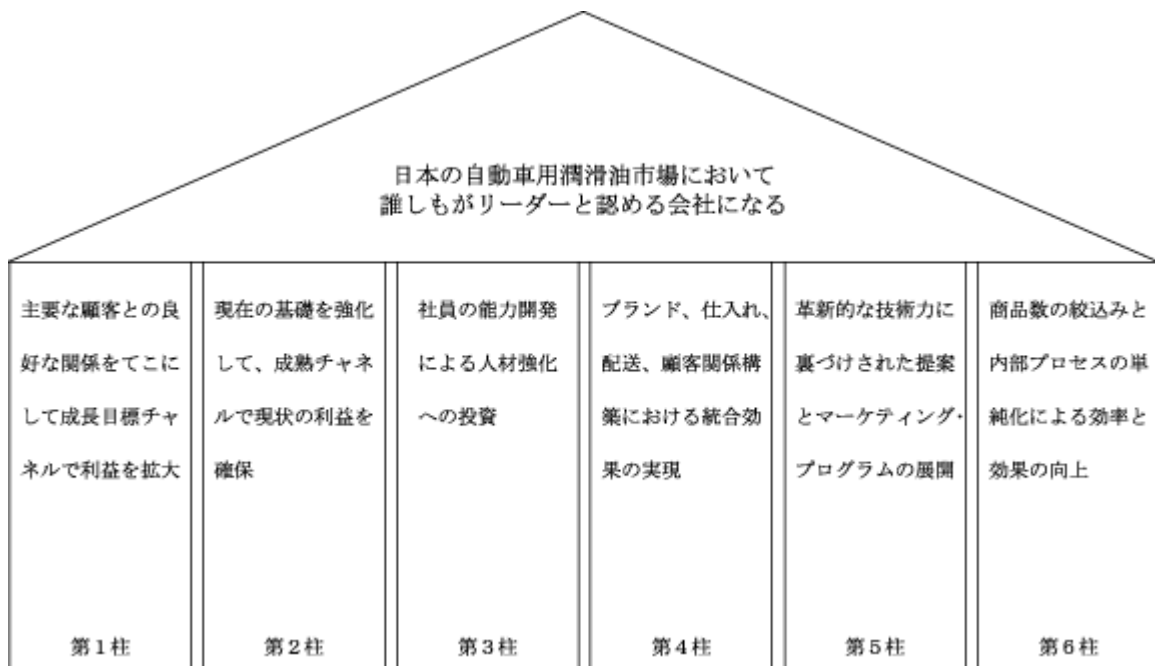 日本の自動車用潤滑油市場において
誰しもがリーダーと認める会社になる
主要な顧客との良
好な関係をてこに
して成長目標チャ
ネルで利益を拡大
第1柱
現在の基礎を強化
して、成熟チャネ
ルで現状の利益を
確保
第2柱
社員の能力開発
による人材強化
への投資
第3柱
ブランド、仕入れ、
配送、顧客関係構
築における統合効
果の実現
第4柱
革新的な技術力に
裏づけされた提案
とマーケティング・
プログラムの展開
第5柱
商品数の絞込みと
内部プロセスの単
純化による効率と
効果の向上
第6柱